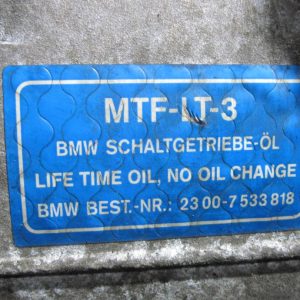 MTF-LT-3
BMW SCHALTGETRIEBE-ÖL
LIFE TIME OIL, NO OIL CHANGE
BMW BEST.-NR.: 23 00-7 533 818